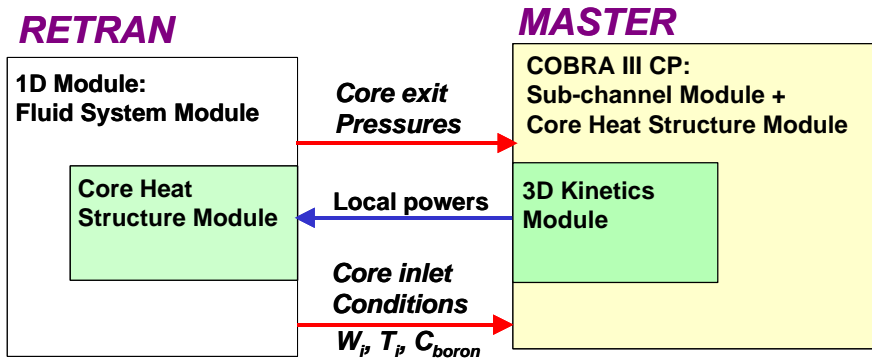 RETRAN
MASTER
1D Module:
Fluid System Module
Core exit
Pressures
COBRA III CP:
Sub-channel Module +
Core Heat Structure Module
Core Heat
Structure Module
Local powers
3D Kinetics
Module
Core inlet
Conditions
Wi, Ti, Cboron